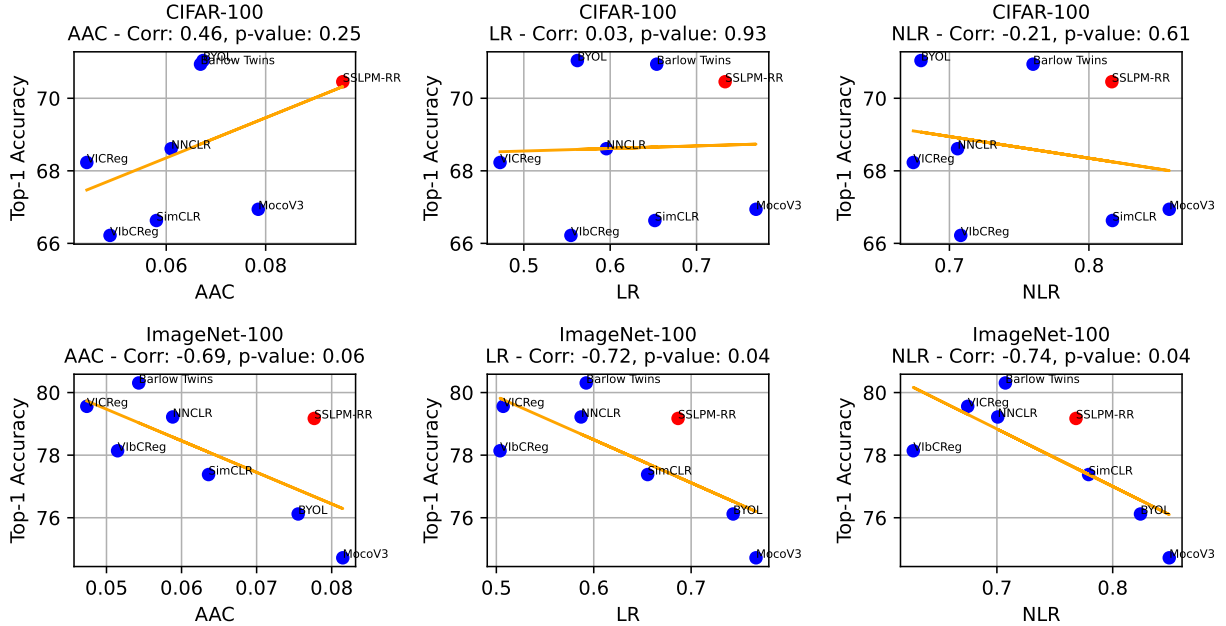 CIFAR-100
AAC - Corr: 0.46, p-value: 0.25
Top-1 Accuracy
70
68
66
BYOL
Barlow Twins
SSLPM-RR
NNCLR
VICReg
MocoV3
SimCLR
VIbCReg
0.06
0.08
AAC
CIFAR-100
LR - Corr: 0.03, p-value: 0.93
Top-1 Accuracy
70
68
66
BYOL
Barlow Twins
SSLPM-RR
NNCLR
VICReg
MocoV3
SimCLR
VIbCReg
0.5
0.6
0.7
LR
CIFAR-100
NLR - Corr: -0.21, p-value: 0.61
Top-1 Accuracy
70
68
66
BYOL
Barlow Twins
SSLPM-RR
NNCLR
VICReg
MocoV3
SimCLR
VIbCReg
0.7
0.8
NLR
ImageNet-100
AAC - Corr: -0.69, p-value: 0.06
Top-1 Accuracy
80
78
76
Barlow Twins
VICReg
NNCLR
SSLPM-RR
VIbCReg
SimCLR
BYOL
MocoV3
0.05
0.06
0.07
0.08
AAC
ImageNet-100
LR - Corr: -0.72, p-value: 0.04
Top-1 Accuracy
80
78
76
Barlow Twins
VICReg
NNCLR
SSLPM-RR
VIbCReg
SimCLR
BYOL
MocoV3
0.5
0.6
0.7
LR
ImageNet-100
NLR - Corr: -0.74, p-value: 0.04
Top-1 Accuracy
80
78
76
Barlow Twins
VICReg
NNCLR
SSLPM-RR
VIbCReg
SimCLR
BYOL
MocoV3
0.7
0.8
NLR